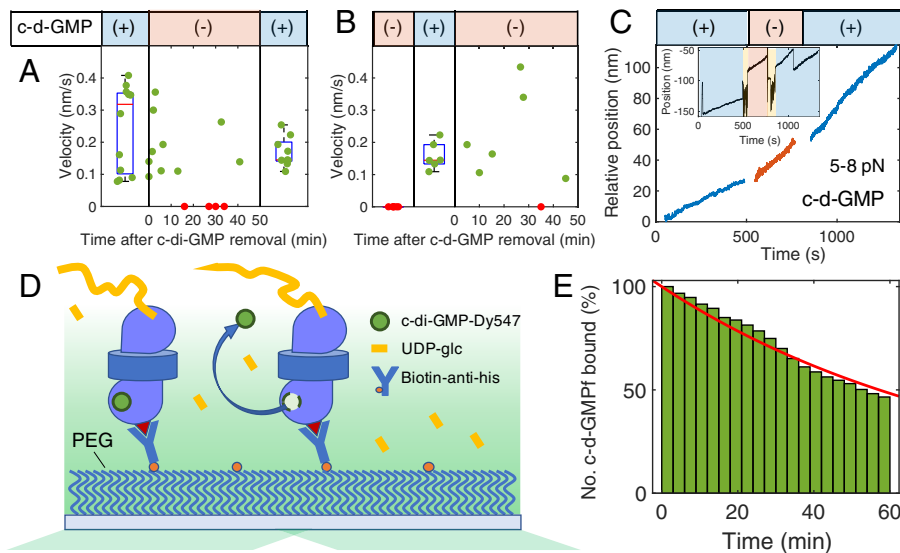 c-d-GMP (+) (-) (+)
(-) (+) (-)
C (+) (-) (+)
A
Velocity (nm/s)
0.4
0.3
0.2
0.1
0
0 10 20 30 40 50
Time after c-di-GMP removal (min)
B
Velocity (nm/s)
0.4
0.3
0.2
0.1
0
0 10 20 30 40 50
Time after c-d-GMP removal (min)
Relative position (nm)
100
80
60
40
20
0
Position (nm)
-50
-100
-150
0 500 1000
Time (s)
5-8 pN
c-d-GMP
0 500 1000
Time (s)
D
c-di-GMP-Dy547
UDP-glc
Biotin-anti-his
PEG
E
No. c-d-GMPf bound (%)
100
50
0
0 20 40 60
Time (min)